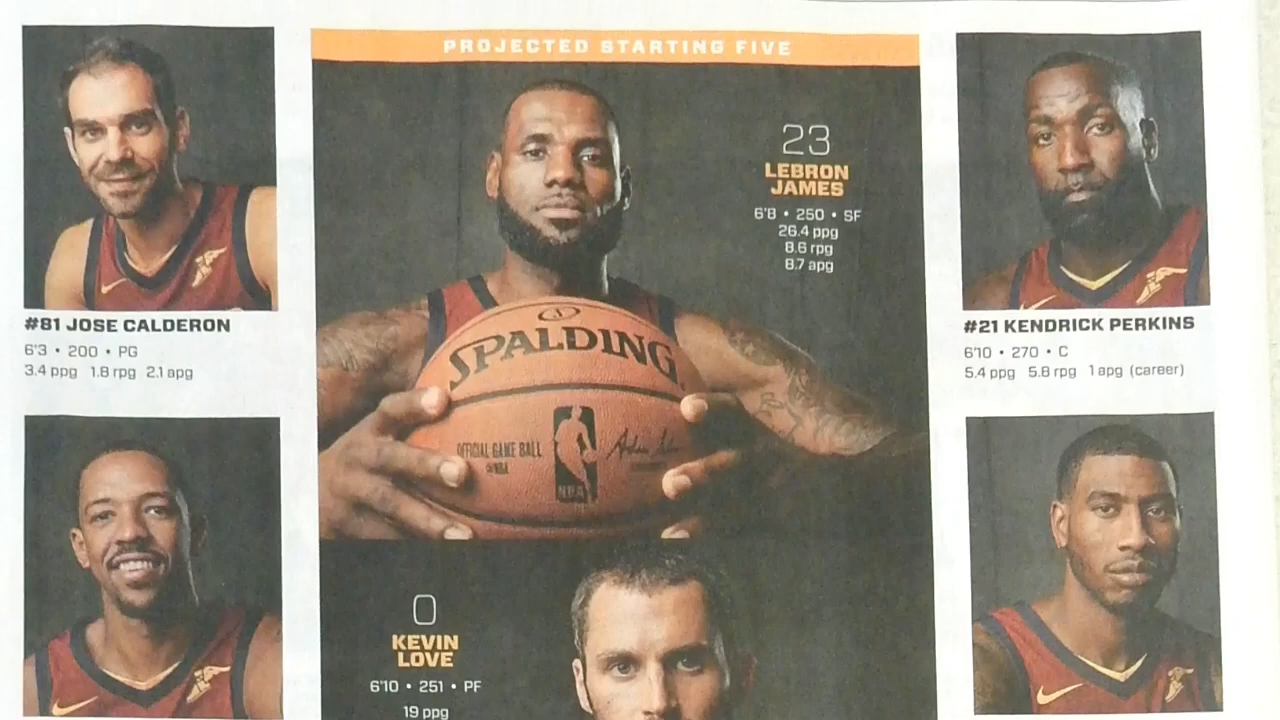 PROJECTED STARTING FIVE
#81 JOSE CALDERON
6'3 • 200 • PG
3.4 ppg 1.8 rpg 2.1 apg
23
LEBRON
JAMES
6'8 • 250 • SF
26.4 ppg
8.6 rpg
8.7 apg
SPALDING
OFFICIAL GAME BALL
NBA
0
KEVIN
LOVE
6'10 • 251 • PF
19 ppg
#21 KENDRICK PERKINS
6'10 • 270 • C
5.4 ppg 5.8 rpg 1 apg (career)